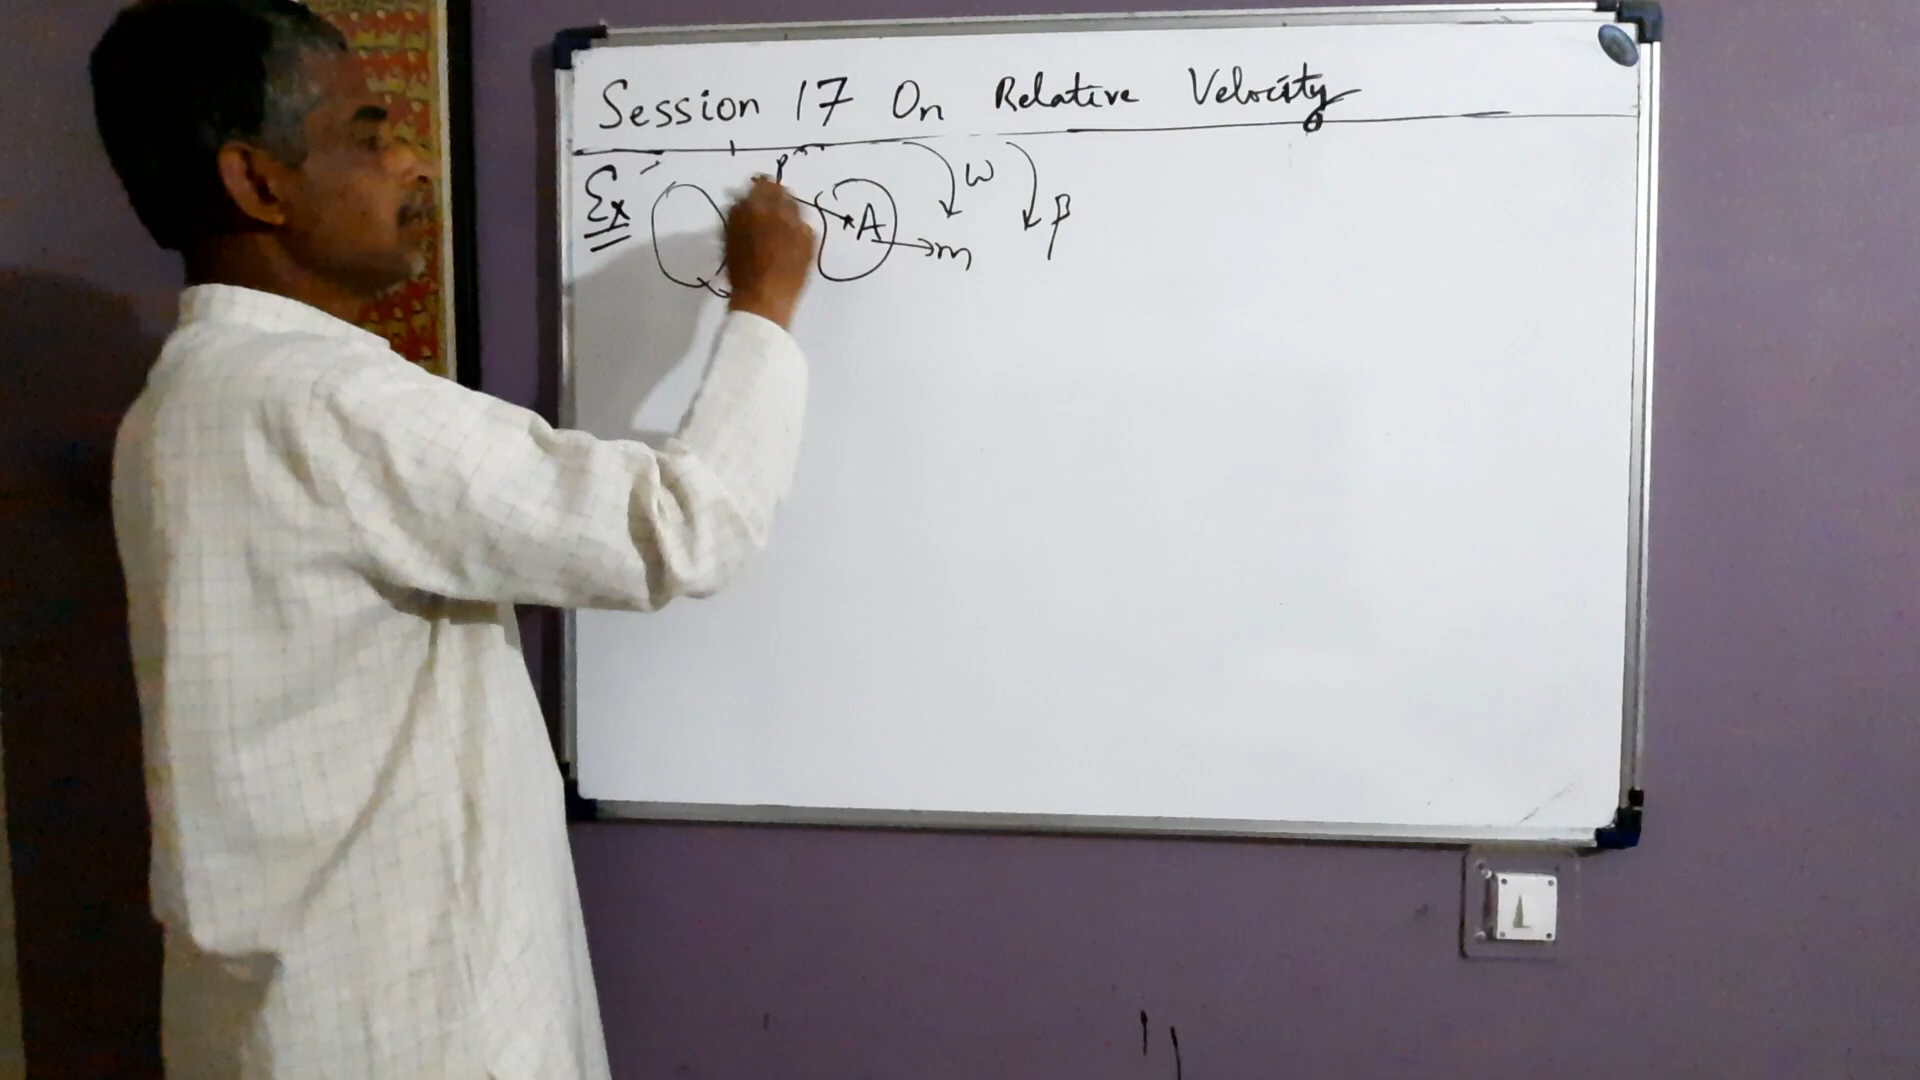 Session 17 On Relative Velocity
Ex
P
A
m
W
β